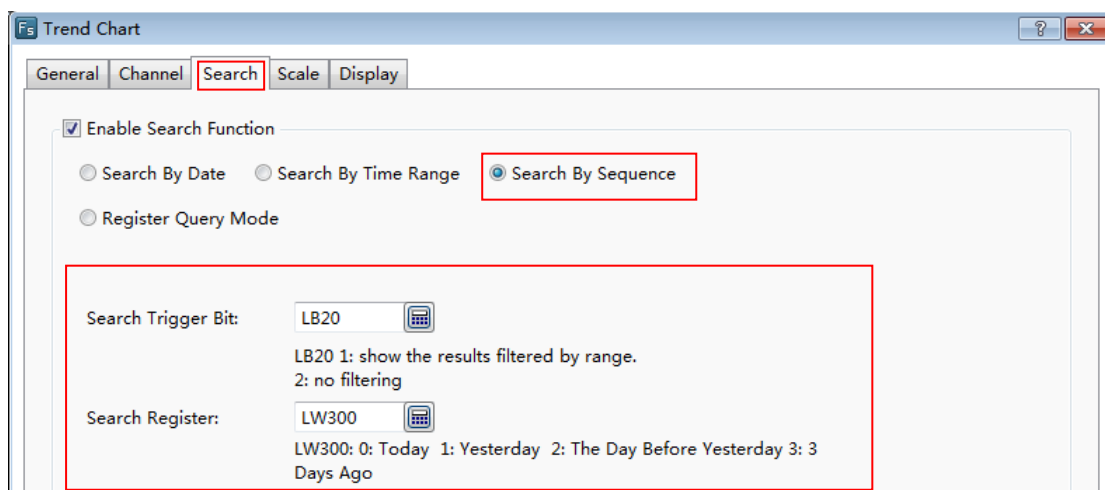 Fs Trend Chart ?
General Channel Search Scale Display
Enable Search Function
Search By Date Search By Time Range Search By Sequence
Register Query Mode
Search Trigger Bit: LB20
LB20 1: show the results filtered by range.
2: no filtering
Search Register: LW300
LW300: 0: Today 1: Yesterday 2: The Day Before Yesterday 3: 3
Days Ago